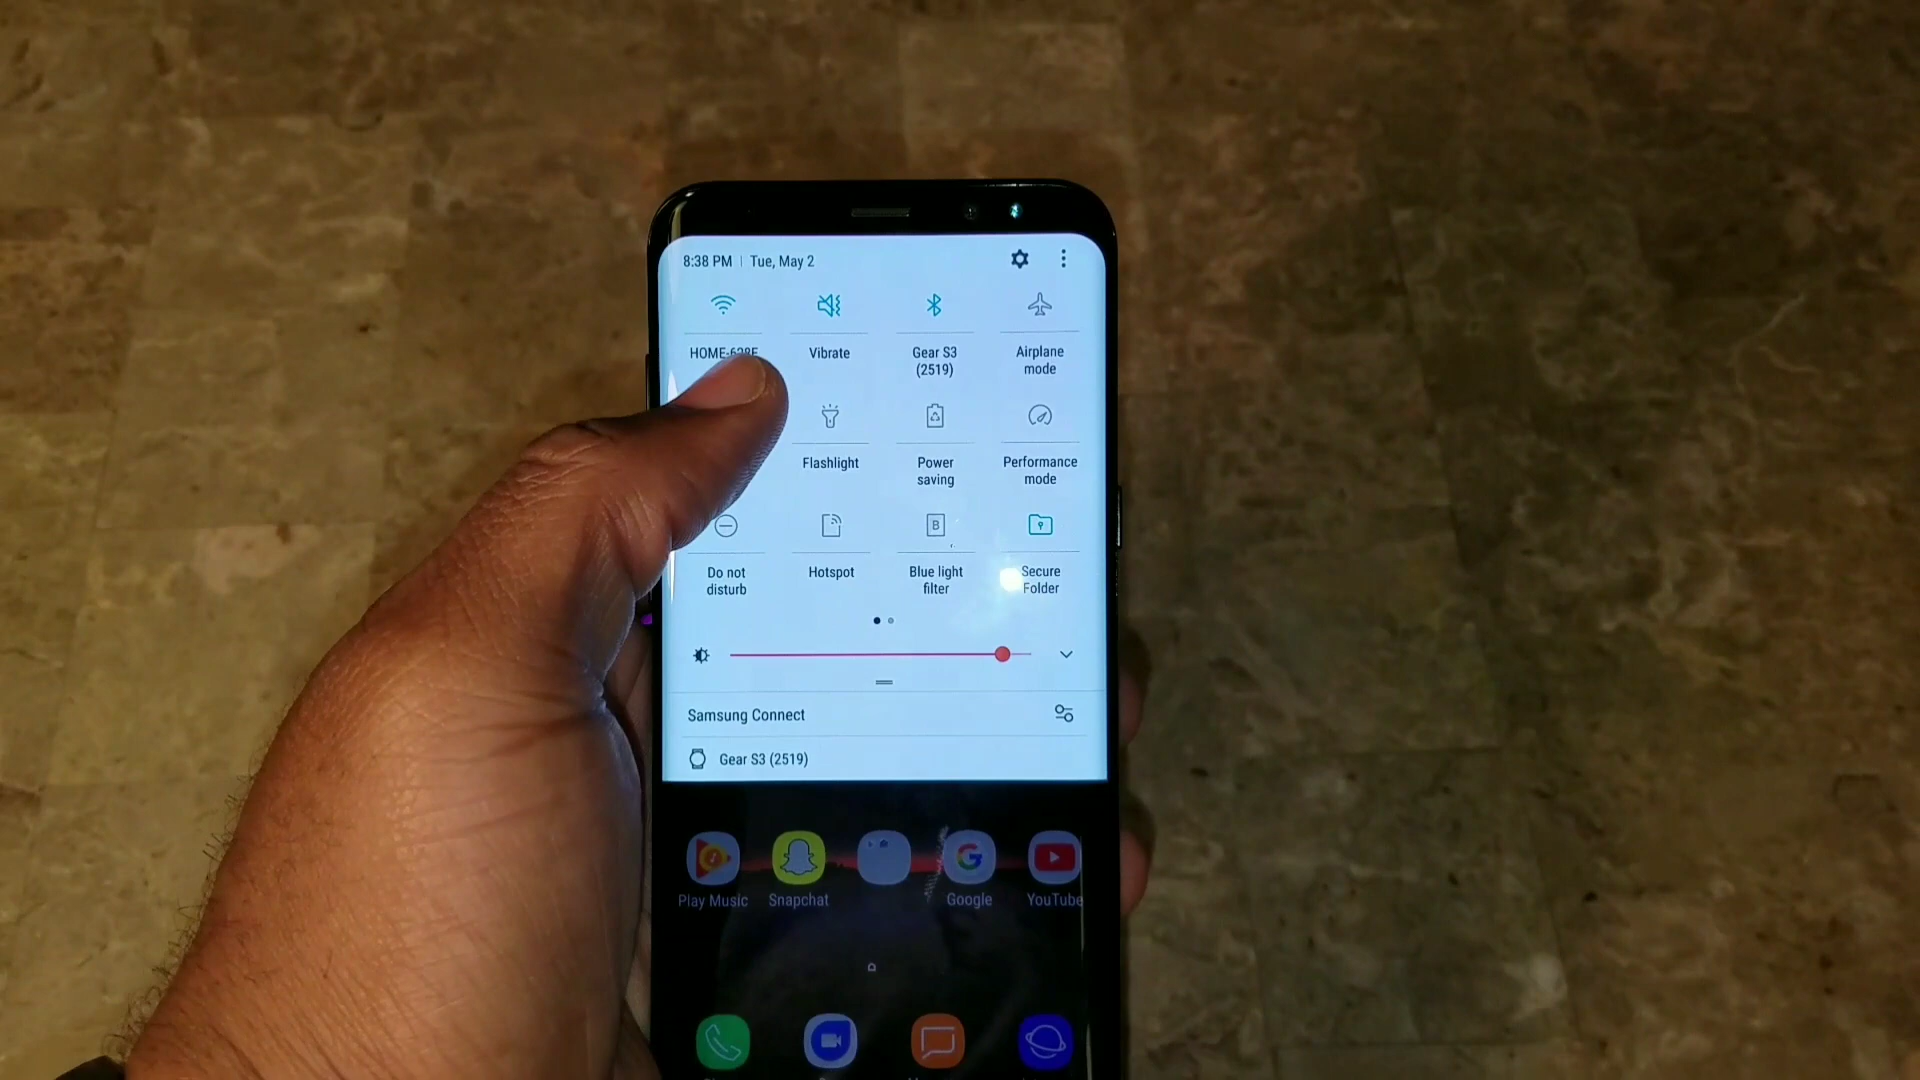 8:38 PM | Tue, May 2
Vibrate
Gear S3
(2519)
Airplane
mode
Flashlight
Power
saving
Performance
mode
B
Do not
disturb
Hotspot
Blue light
filter
Secure
Folder
Samsung Connect
Gear S3 (2519)
G
Play Music
Snapchat
Google
YouTube